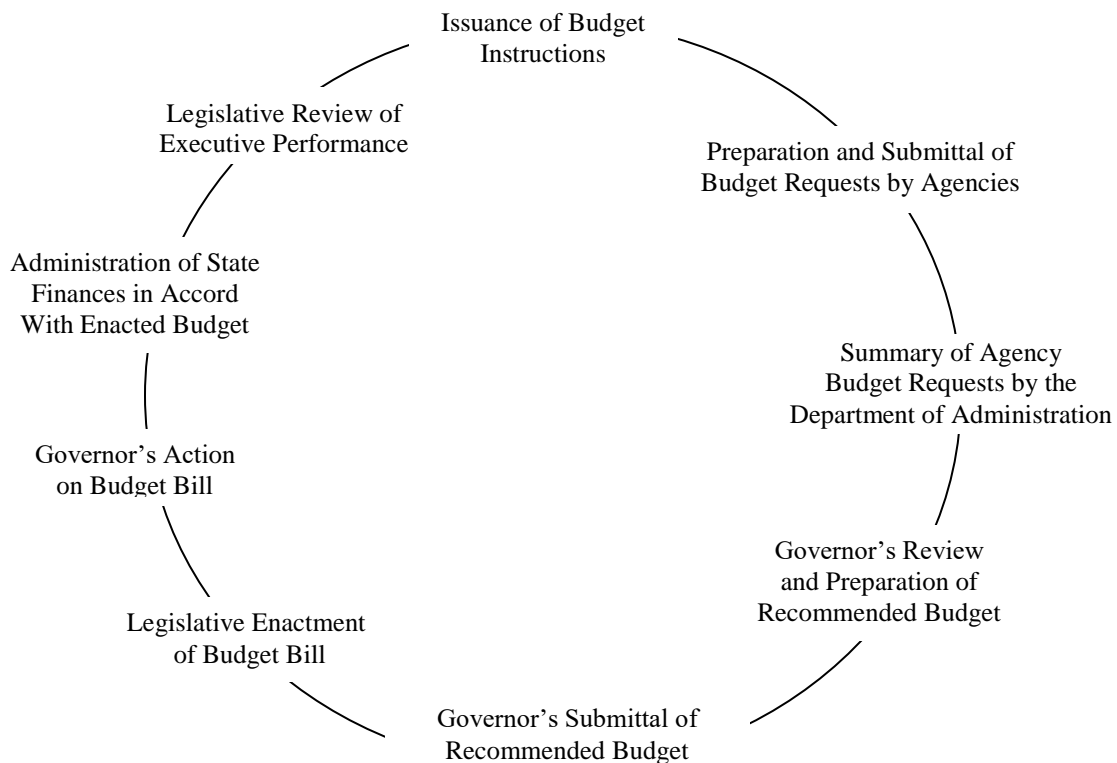 Issuance of Budget
Instructions
Preparation and Submittal of
Budget Requests by Agencies
Summary of Agency
Budget Requests by the
Department of Administration
Governor’s Review
and Preparation of
Recommended Budget
Governor’s Submittal of
Recommended Budget
Legislative Enactment
of Budget Bill
Governor’s Action
on Budget Bill
Administration of State
Finances in Accord
With Enacted Budget
Legislative Review of
Executive Performance